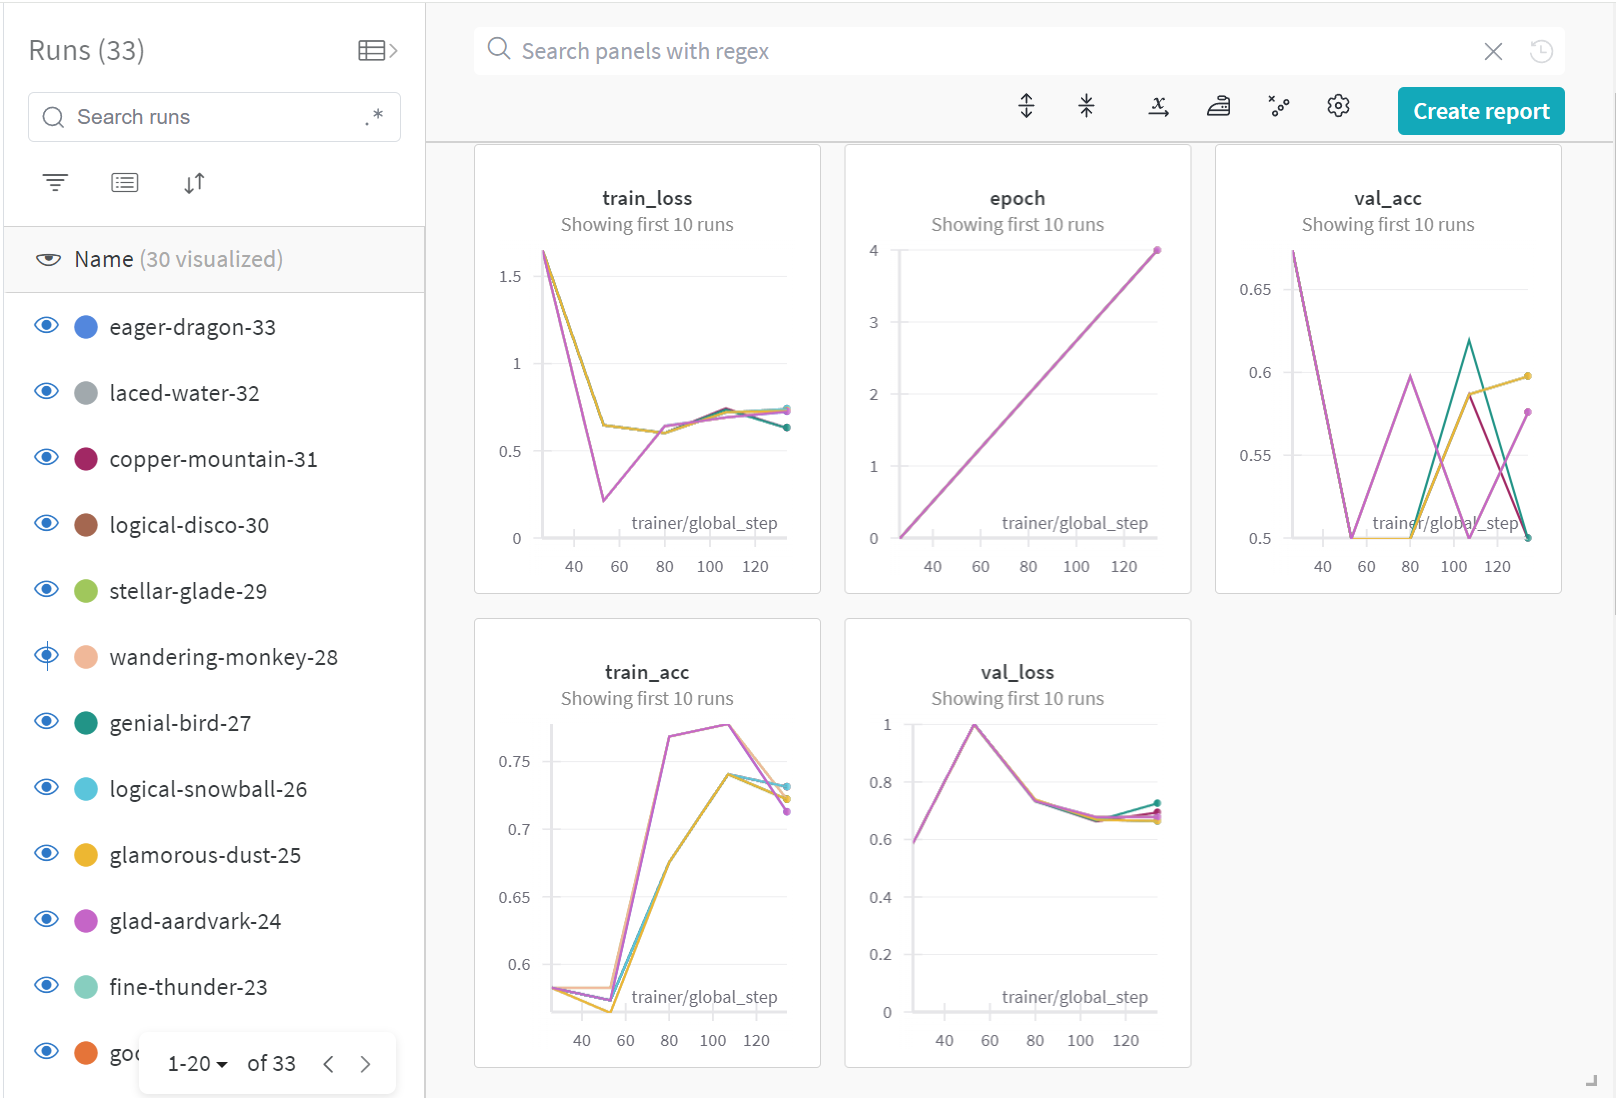 Runs (33)
Search runs
.*
Name (30 visualized)
eager-dragon-33
laced-water-32
copper-mountain-31
logical-disco-30
stellar-glade-29
wandering-monkey-28
genial-bird-27
logical-snowball-26
glamorous-dust-25
glad-aardvark-24
fine-thunder-23
1-20 of 33
Search panels with regex
Create report
train_loss
Showing first 10 runs
1.5
1
0.5
0
trainer/global_step
40 60 80 100 120
epoch
Showing first 10 runs
4
3
2
1
0
trainer/global_step
40 60 80 100 120
val_acc
Showing first 10 runs
0.65
0.6
0.55
0.5
trainer/global_step
40 60 80 100 120
train_acc
Showing first 10 runs
0.75
0.7
0.65
0.6
trainer/global_step
40 60 80 100 120
val_loss
Showing first 10 runs
1
0.8
0.6
0.4
0.2
0
trainer/global_step
40 60 80 100 120